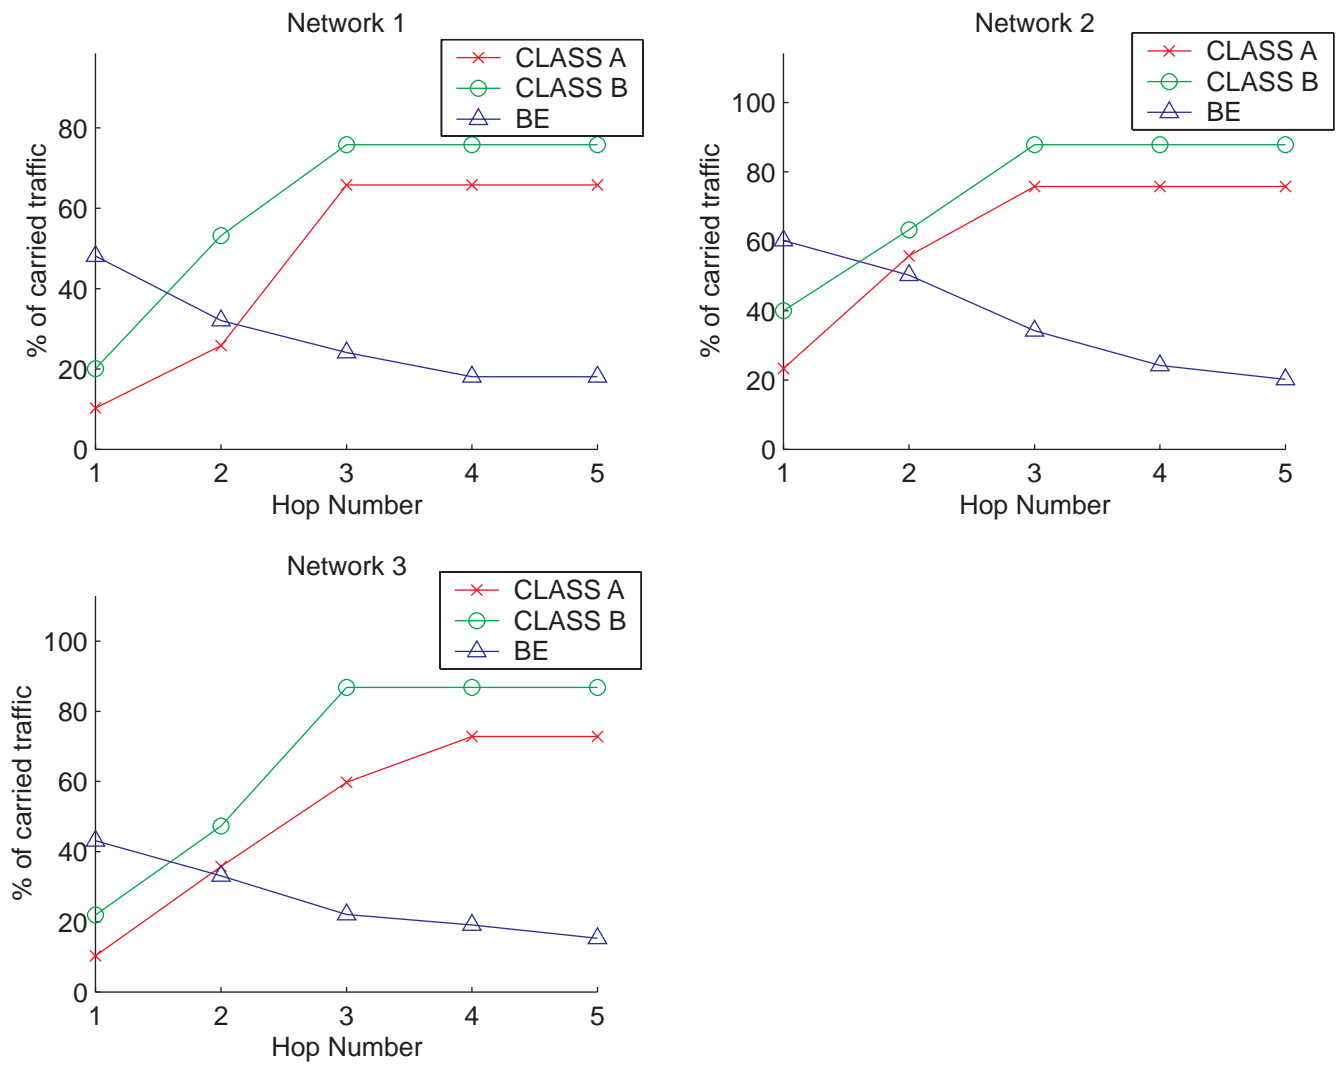 Network 1
CLASS A
CLASS B
BE
% of carried traffic
80
60
40
20
0
1 2 3 4 5
Hop Number
Network 2
CLASS A
CLASS B
BE
% of carried traffic
100
80
60
40
20
0
1 2 3 4 5
Hop Number
Network 3
CLASS A
CLASS B
BE
% of carried traffic
100
80
60
40
20
0
1 2 3 4 5
Hop Number